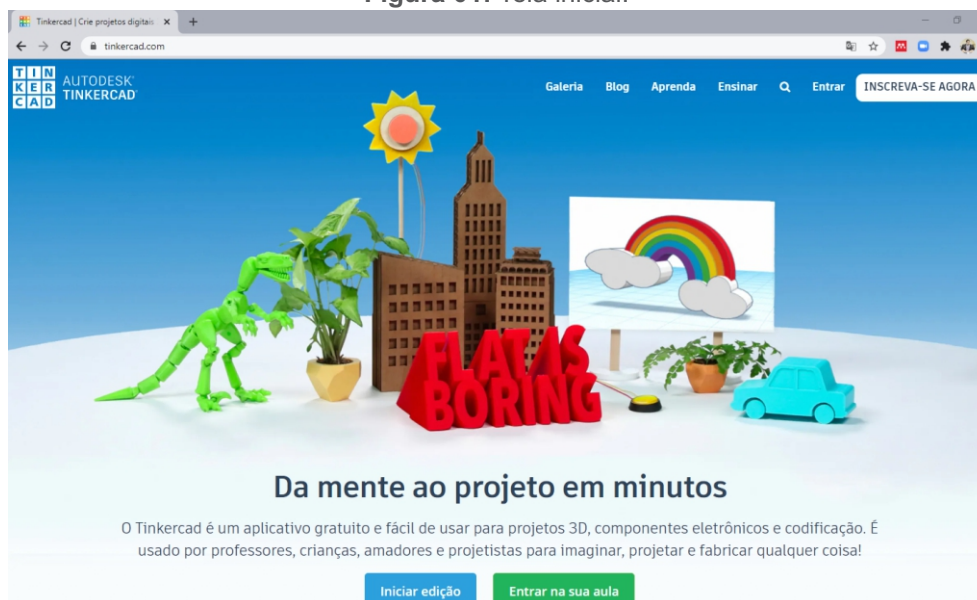 Figura 01: Tela inicial.
Tinkercad | Crie projetos digitais
tinkercad.com
TIN
KER
CAD
AUTODESK®
TINKERCAD®
Galeria Blog Aprenda Ensinar Entrar INSCREVA-SE AGORA
FLAT IS
BORING
Da mente ao projeto em minutos
O Tinkercad é um aplicativo gratuito e fácil de usar para projetos 3D, componentes eletrônicos e codificação. É
usado por professores, crianças, amadores e projetistas para imaginar, projetar e fabricar qualquer coisa!
Iniciar edição Entrar na sua aula